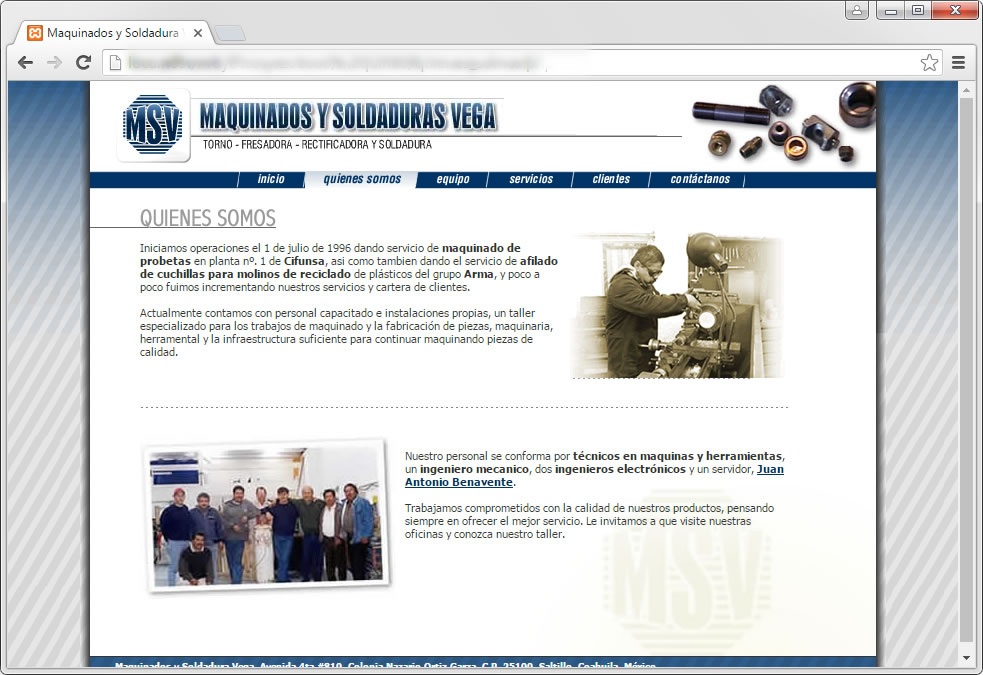 Maquinados y Soldadura
MSV
MAQUINADOS Y SOLDADURAS VEGA
TORNO - FRESADORA - RECTIFICADORA Y SOLDADURA
inicio quienes somos equipo servicios clientes contáctanos
QUIENES SOMOS
Iniciamos operaciones el 1 de julio de 1996 dando servicio de maquinado de
probetas en planta nº. 1 de Cifunsa, asi como tambien dando el servicio de afilado
de cuchillas para molinos de reciclado de plásticos del grupo Arma, y poco a
poco fuimos incrementando nuestros servicios y cartera de clientes.
Actualmente contamos con personal capacitado e instalaciones propias, un taller
especializado para los trabajos de maquinado y la fabricación de piezas, maquinaria,
herramental y la infraestructura suficiente para continuar maquinando piezas de
calidad.
Nuestro personal se conforma por técnicos en maquinas y herramientas,
un ingeniero mecanico, dos ingenieros electrónicos y un servidor, Juan
Antonio Benavente.
Trabajamos comprometidos con la calidad de nuestros productos, pensando
siempre en ofrecer el mejor servicio. Le invitamos a que visite nuestras
oficinas y conozca nuestro taller.
MSV
Maquinados y Soldadura Vega. Avenida 4ta #810, Colonia Nazario Ortiz Garza, C.P. 25100, Saltillo, Coahuila, México